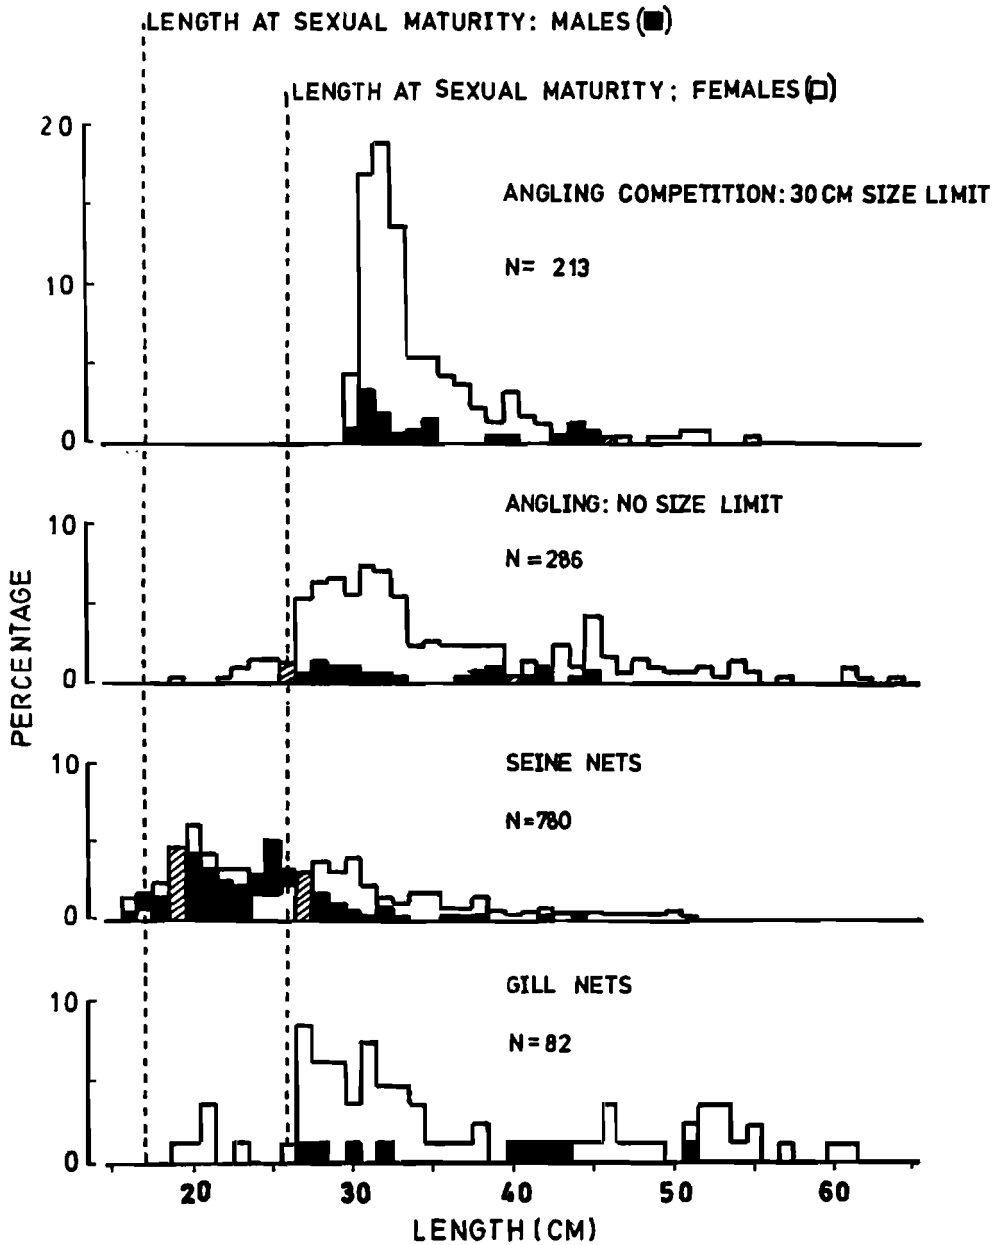 LENGTH AT SEXUAL MATURITY: MALES (■)
LENGTH AT SEXUAL MATURITY; FEMALES (□)
20
10
0
ANGLING COMPETITION: 30 CM SIZE LIMIT
N= 213
10
0
ANGLING: NO SIZE LIMIT
N=286
10
0
SEINE NETS
N=780
10
0
GILL NETS
N=82
PERCENTAGE
20 30 40 50 60
LENGTH (CM)